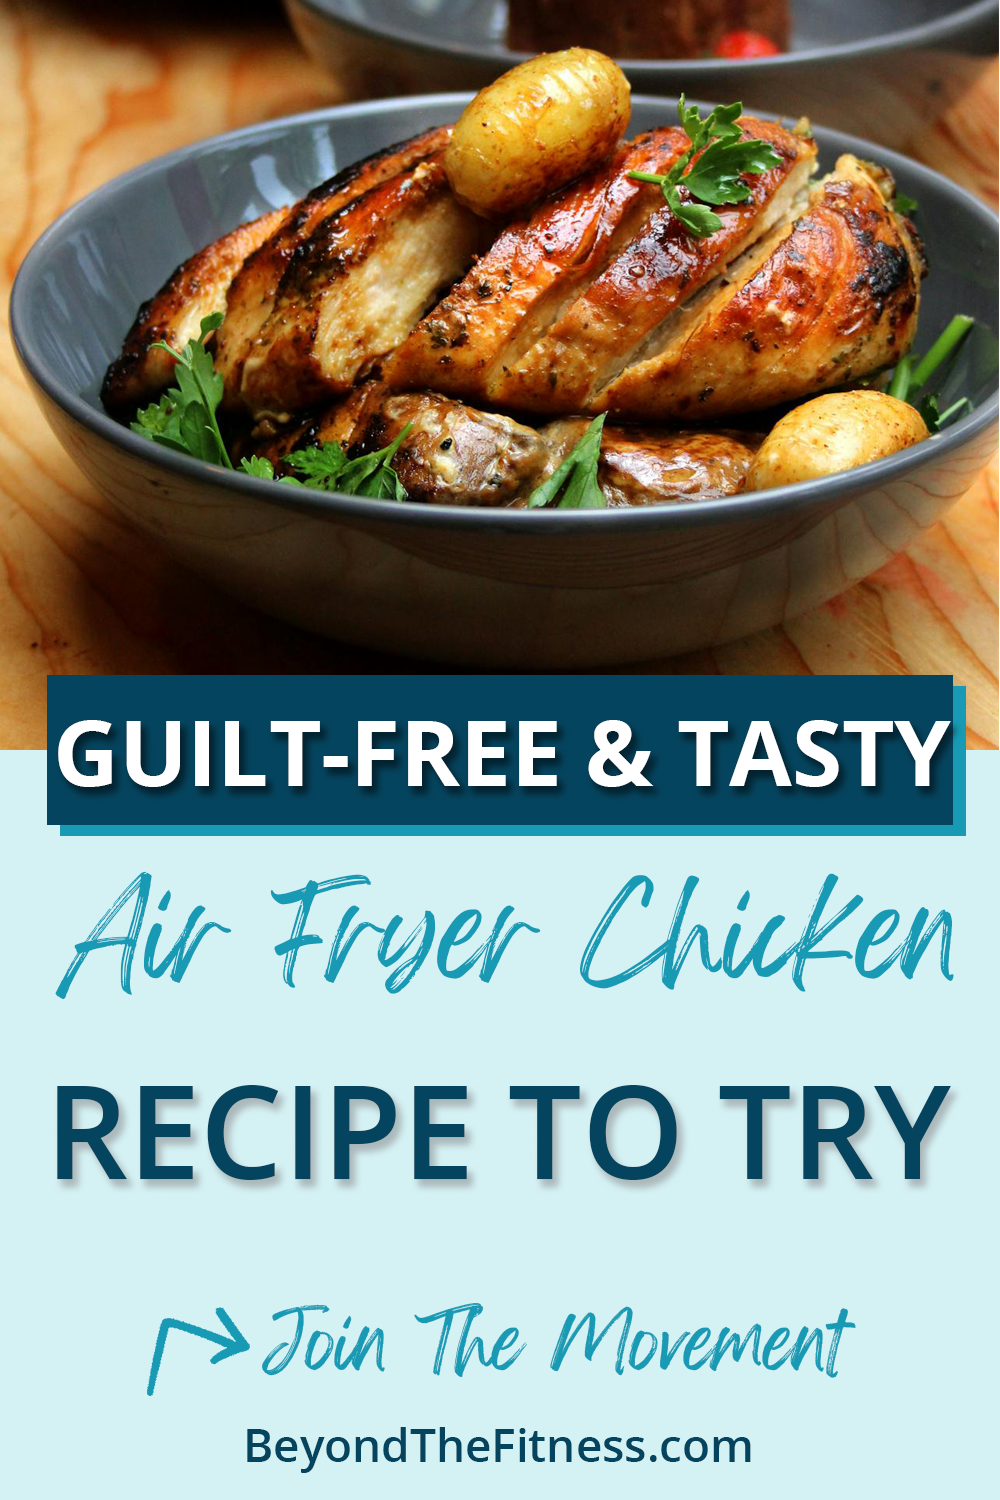 GUILT-FREE & TASTY
Air Fryer Chicken
RECIPE TO TRY
Join The Movement
BeyondTheFitness.com